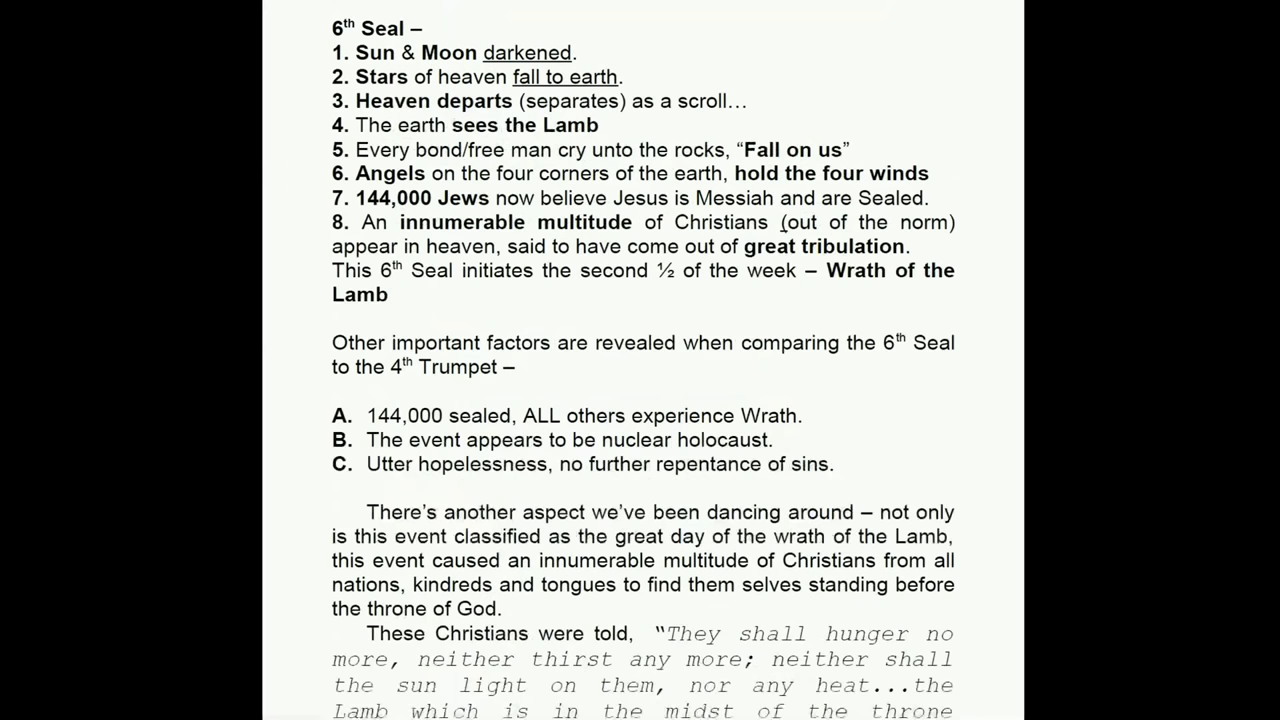 6th Seal –
1. Sun & Moon darkened.
2. Stars of heaven fall to earth.
3. Heaven departs (separates) as a scroll…
4. The earth sees the Lamb
5. Every bond/free man cry unto the rocks, “Fall on us”
6. Angels on the four corners of the earth, hold the four winds
7. 144,000 Jews now believe Jesus is Messiah and are Sealed.
8. An innumerable multitude of Christians (out of the norm)
appear in heaven, said to have come out of great tribulation.
This 6th Seal initiates the second ½ of the week – Wrath of the
Lamb
Other important factors are revealed when comparing the 6th Seal
to the 4th Trumpet –
A. 144,000 sealed, ALL others experience Wrath.
B. The event appears to be nuclear holocaust.
C. Utter hopelessness, no further repentance of sins.
There’s another aspect we’ve been dancing around – not only
is this event classified as the great day of the wrath of the Lamb,
this event caused an innumerable multitude of Christians from all
nations, kindreds and tongues to find them selves standing before
the throne of God.
These Christians were told, “They shall hunger no
more, neither thirst any more; neither shall
the sun light on them, nor any heat...the
Lamb which is in the midst of the throne